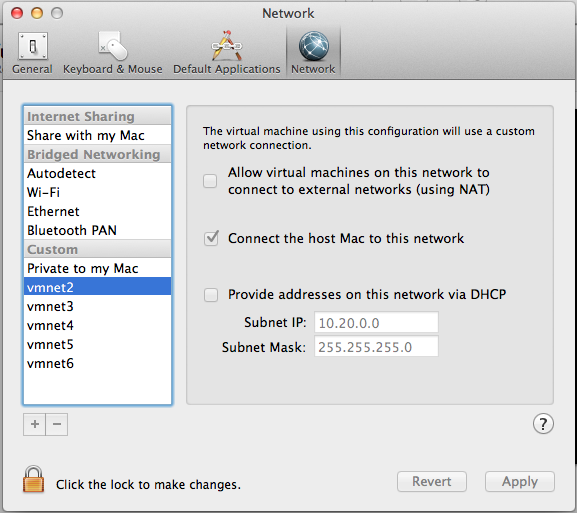 Network
General
Keyboard & Mouse
Default Applications
Network
Internet Sharing
Share with my Mac
Bridged Networking
Autodetect
Wi-Fi
Ethernet
Bluetooth PAN
Custom
Private to my Mac
vmnet2
vmnet3
vmnet4
vmnet5
vmnet6
The virtual machine using this configuration will use a custom
network connection.
Allow virtual machines on this network to
connect to external networks (using NAT)
Connect the host Mac to this network
Provide addresses on this network via DHCP
Subnet IP: 10.20.0.0
Subnet Mask: 255.255.255.0
+ −
?
Click the lock to make changes.
Revert
Apply